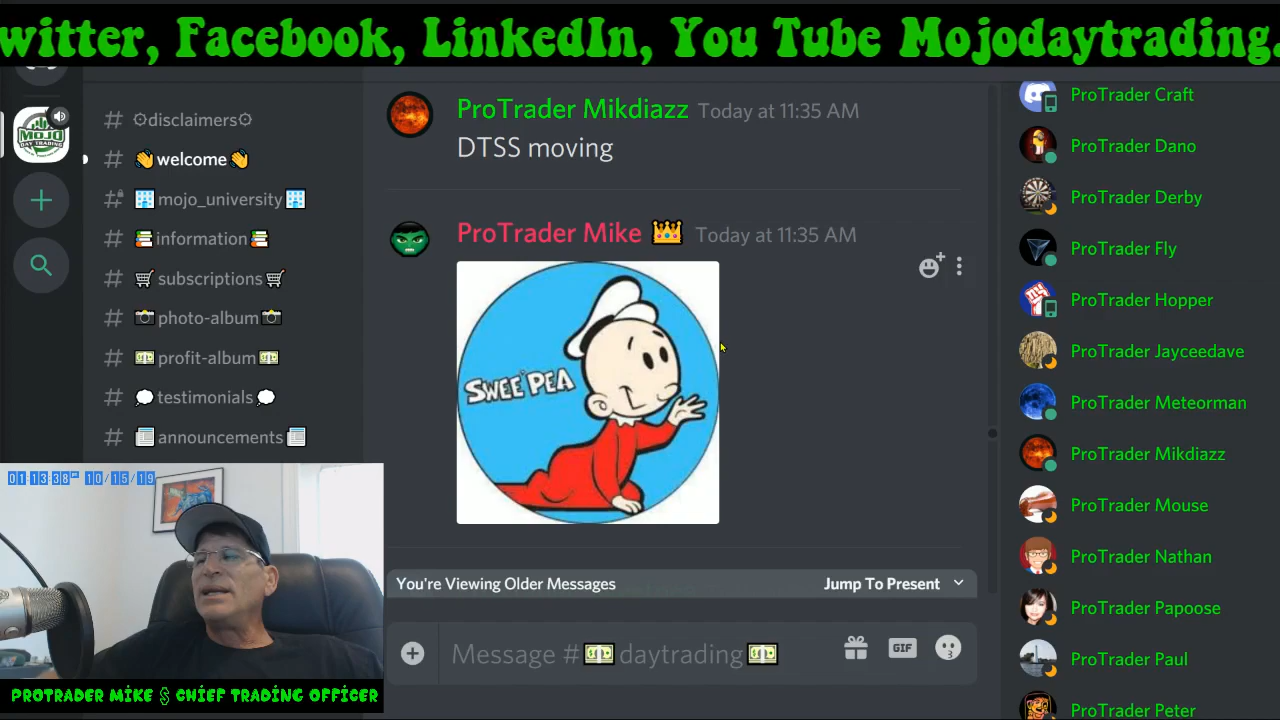 witter, Facebook, LinkedIn, You Tube Mojodaytrading.
MOJO
DAY TRADING
# ⚙disclaimers⚙
# 👋welcome👋
# 🏢mojo_university🏢
# 📚information📚
# 🛒subscriptions🛒
# 📷photo-album📷
# 💵profit-album💵
# 💭testimonials💭
# 📰announcements📰
ProTrader Mikdiazz Today at 11:35 AM
DTSS moving
ProTrader Mike 👑 Today at 11:35 AM
SWEE'PEA
You're Viewing Older Messages Jump To Present
Message #💵daytrading💵
GIF
ProTrader Craft
ProTrader Dano
ProTrader Derby
ProTrader Fly
ProTrader Hopper
ProTrader Jayceedave
ProTrader Meteorman
ProTrader Mikdiazz
ProTrader Mouse
ProTrader Nathan
ProTrader Papoose
ProTrader Paul
ProTrader Peter
01:13:38 PM 10/15/19
PROTRADER MIKE $ CHIEF TRADING OFFICER